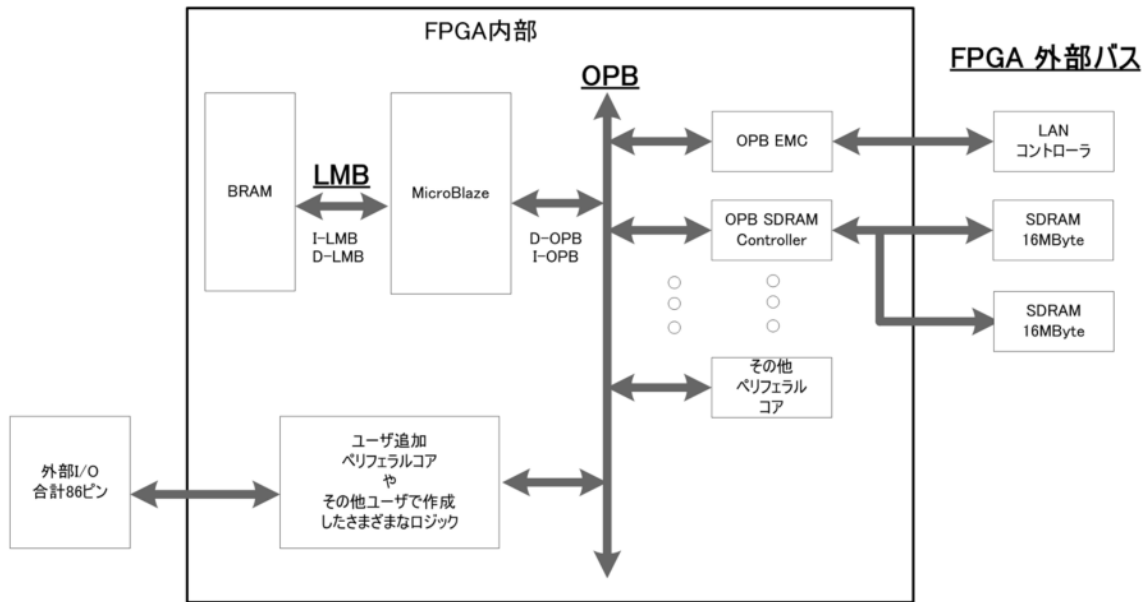 FPGA内部
FPGA 外部バス
OPB
BRAM
LMB
I-LMB
D-LMB
MicroBlaze
D-OPB
I-OPB
OPB EMC
LAN
コントローラ
OPB SDRAM
Controller
SDRAM
16MByte
SDRAM
16MByte
その他
ペリフェラル
コア
外部I/O
合計86ピン
ユーザ追加
ペリフェラルコア
や
その他ユーザで作成
したさまざまなロジック